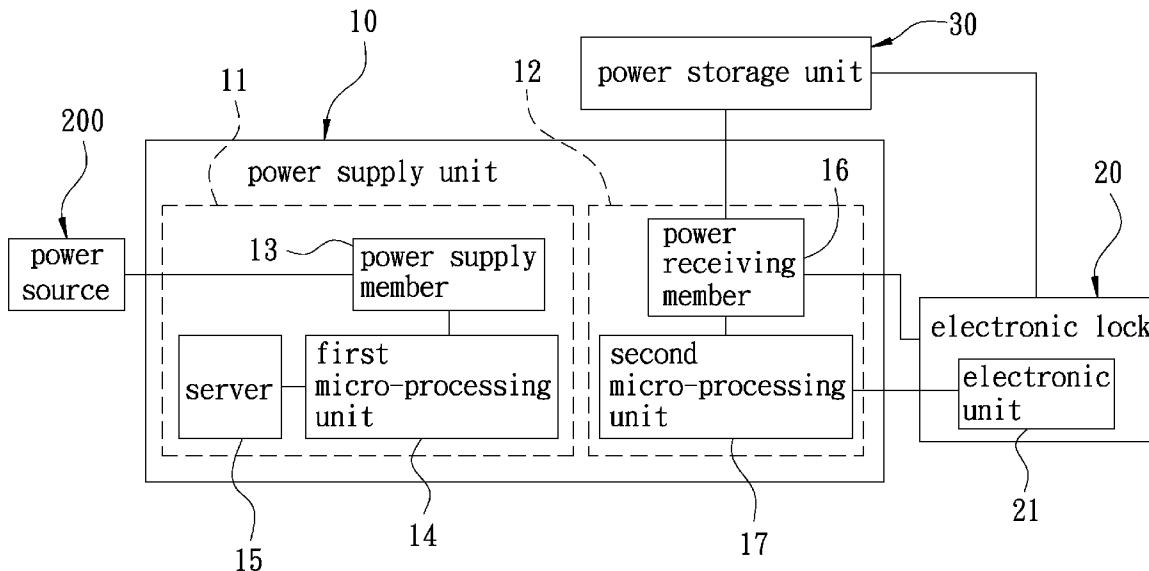 10
30
power storage unit
11
12
200
power supply unit
16
20
power
source
13
power supply
member
power
receiving
member
electronic lock
server
first
micro-processing
unit
second
micro-processing
unit
electronic
unit
15
14
17
21